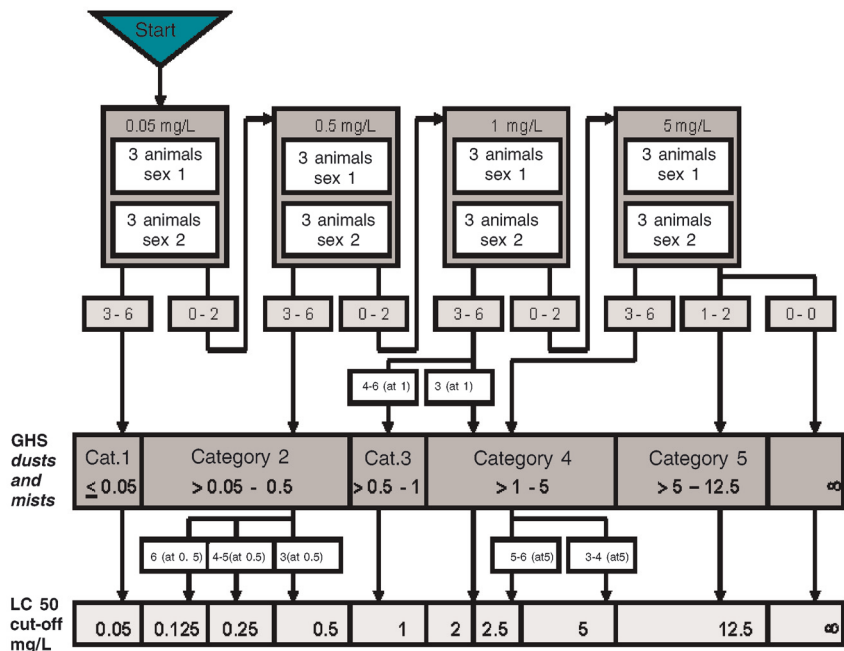 Start
0.05 mg/L
0.5 mg/L
1 mg/L
5 mg/L
3 animals
sex 1
3 animals
sex 1
3 animals
sex 1
3 animals
sex 1
3 animals
sex 2
3 animals
sex 2
3 animals
sex 2
3 animals
sex 2
3 - 6
0 - 2
3 - 6
0 - 2
3 - 6
0 - 2
3 - 6
1 - 2
0 - 0
4-6 (at 1)
3 (at 1)
GHS
dusts
and
mists
Cat.1
≤ 0.05
Category 2
> 0.05 - 0.5
Cat.3
> 0.5 - 1
Category 4
> 1 - 5
Category 5
> 5 – 12.5
∞
6 (at 0. 5)
4-5(at 0.5)
3(at 0.5)
5-6 (at5)
3-4 (at5)
LC 50
cut-off
mg/L
0.05
0.125
0.25
0.5
1
2
2.5
5
12.5
∞